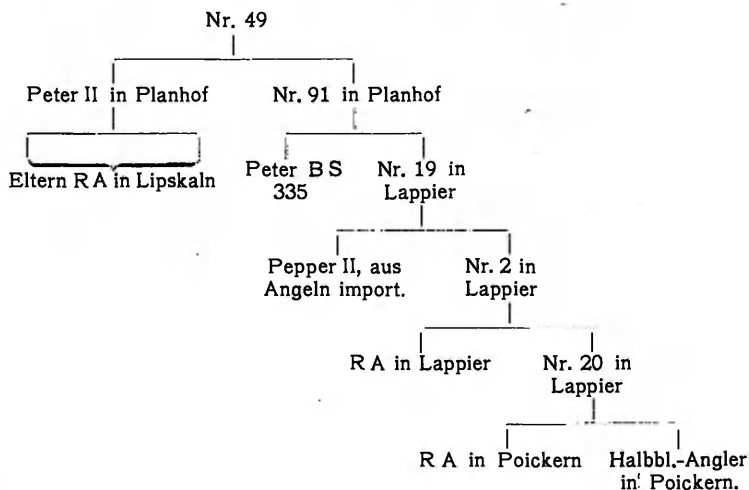 Nr. 49
Peter II in Planhof Nr. 91 in Planhof
Eltern R A in Lipskaln
Peter B S
335
Nr. 19 in
Lappier
Pepper II, aus
Angeln import.
Nr. 2 in
Lappier
R A in Lappier
Nr. 20 in
Lappier
R A in Poickern
Halbbl.-Angler
in Poickern.